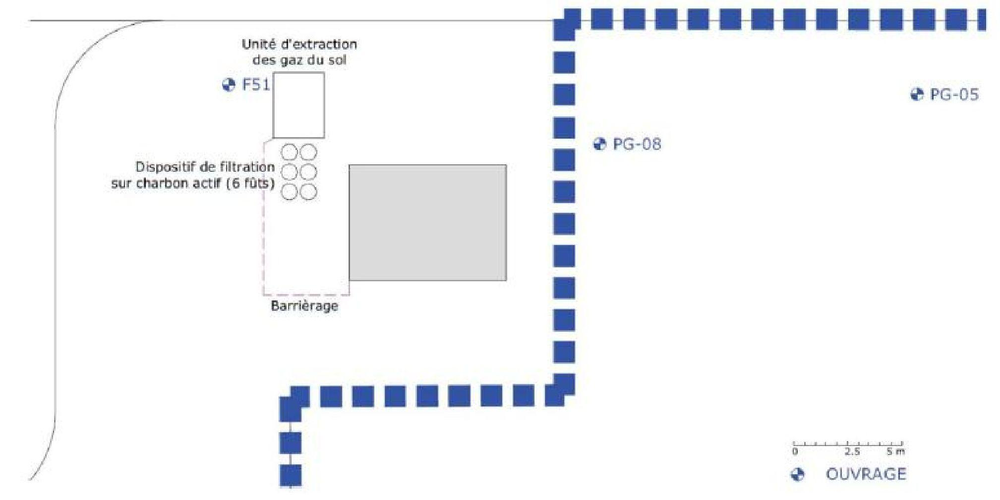 Unité d'extraction
des gaz du sol
F51
PG-05
PG-08
Dispositif de filtration
sur charbon actif (6 fûts)
Barrièrage
0 2.5 5 m
OUVRAGE